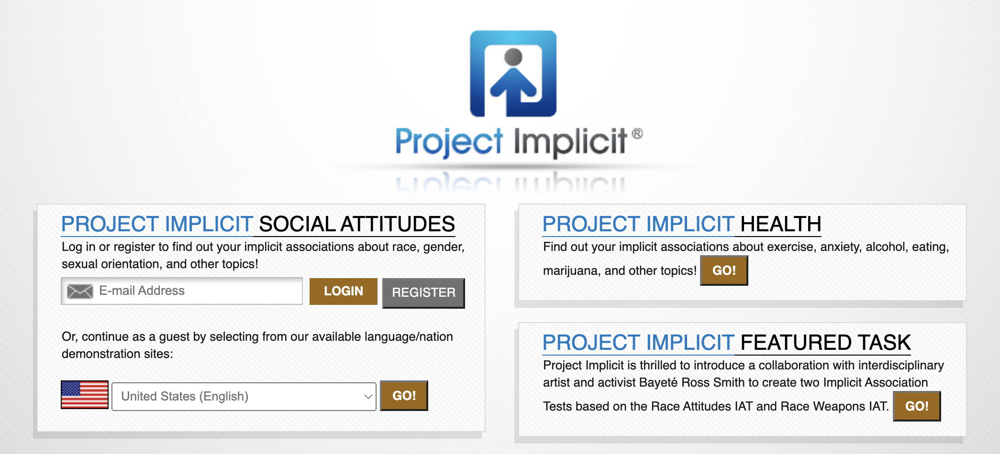 Project Implicit®
PROJECT IMPLICIT SOCIAL ATTITUDES
Log in or register to find out your implicit associations about race, gender,
sexual orientation, and other topics!
E-mail Address
LOGIN
REGISTER
Or, continue as a guest by selecting from our available language/nation
demonstration sites:
United States (English)
GO!
PROJECT IMPLICIT HEALTH
Find out your implicit associations about exercise, anxiety, alcohol, eating,
marijuana, and other topics! GO!
PROJECT IMPLICIT FEATURED TASK
Project Implicit is thrilled to introduce a collaboration with interdisciplinary
artist and activist Bayeté Ross Smith to create two Implicit Association
Tests based on the Race Attitudes IAT and Race Weapons IAT. GO!